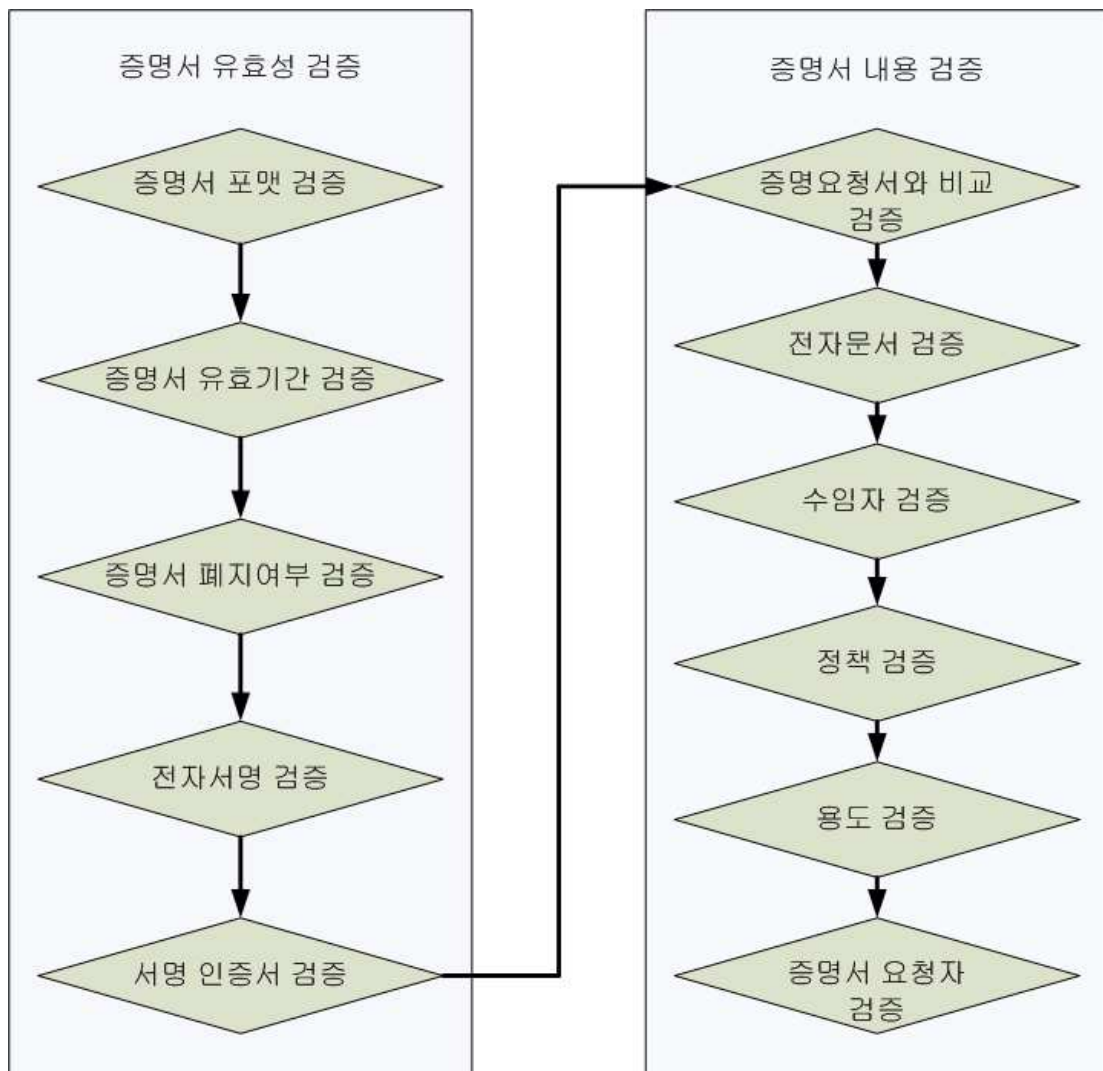 증명서 유효성 검증
증명서 포맷 검증
증명서 유효기간 검증
증명서 폐지여부 검증
전자서명 검증
서명 인증서 검증
증명서 내용 검증
증명요청서와 비교
검증
전자문서 검증
수임자 검증
정책 검증
용도 검증
증명서 요청자
검증